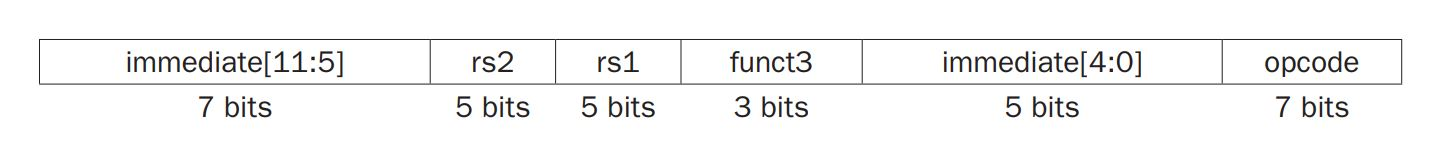 immediate[11:5] rs2 rs1 funct3 immediate[4:0] opcode
7 bits 5 bits 5 bits 3 bits 5 bits 7 bits